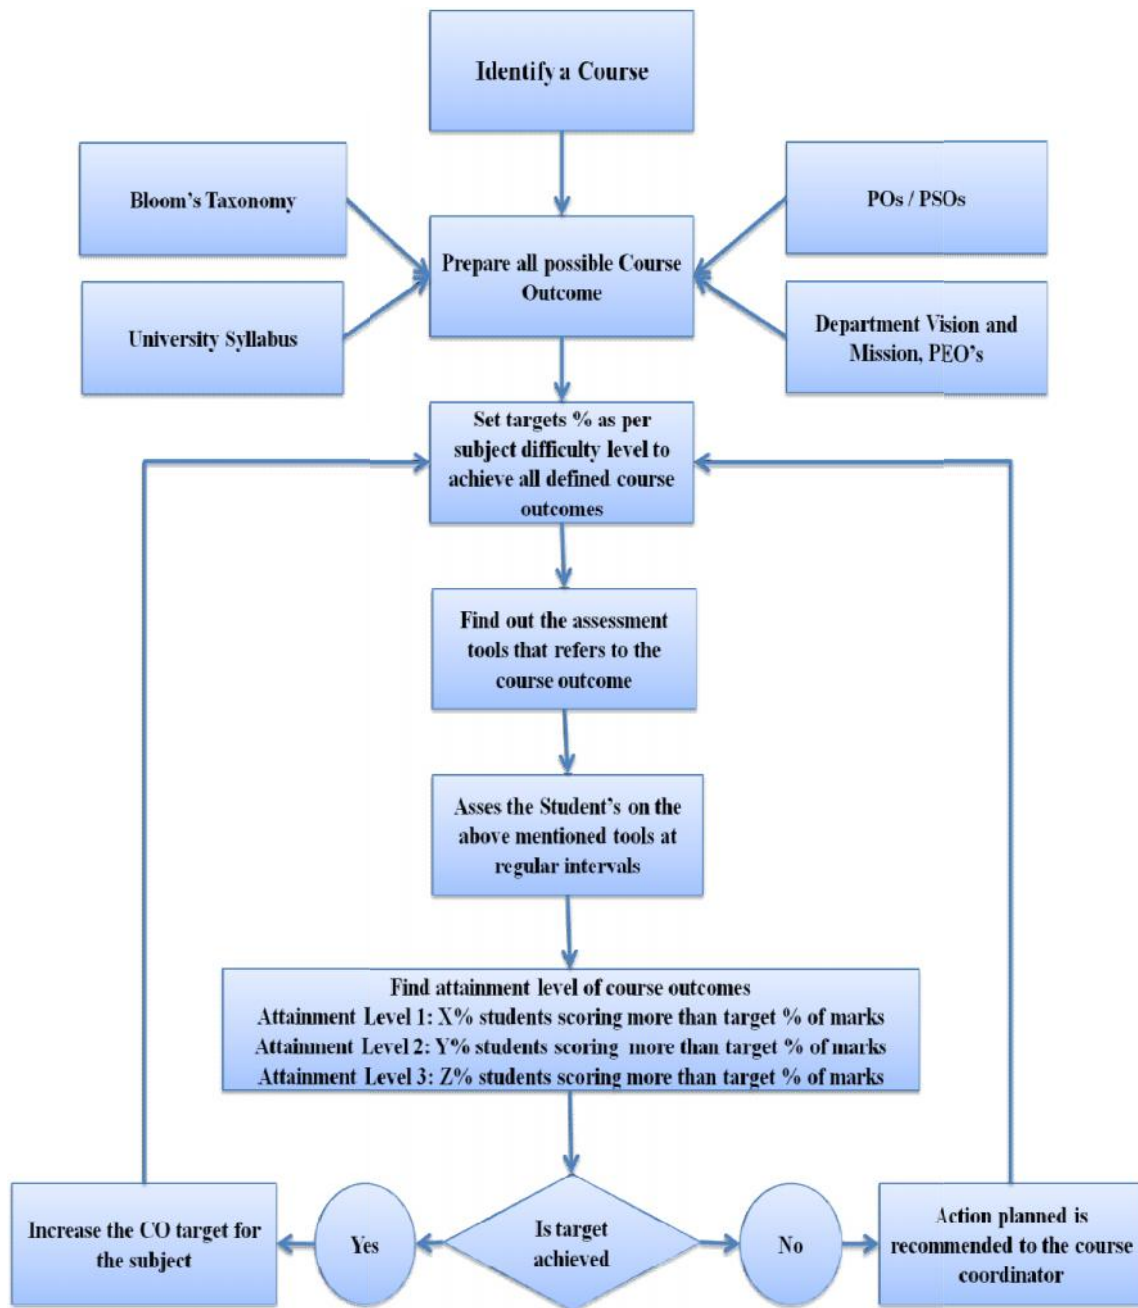 Identify a Course
Bloom's Taxonomy
POs / PSOs
Prepare all possible Course
Outcome
University Syllabus
Department Vision and
Mission, PEO's
Set targets % as per
subject difficulty level to
achieve all defined course
outcomes
Find out the assessment
tools that refers to the
course outcome
Asses the Student's on the
above mentioned tools at
regular intervals
Find attainment level of course outcomes
Attainment Level 1: X% students scoring more than target % of marks
Attainment Level 2: Y% students scoring more than target % of marks
Attainment Level 3: Z% students scoring more than target % of marks
Increase the CO target for
the subject
Yes
Is target
achieved
No
Action planned is
recommended to the course
coordinator